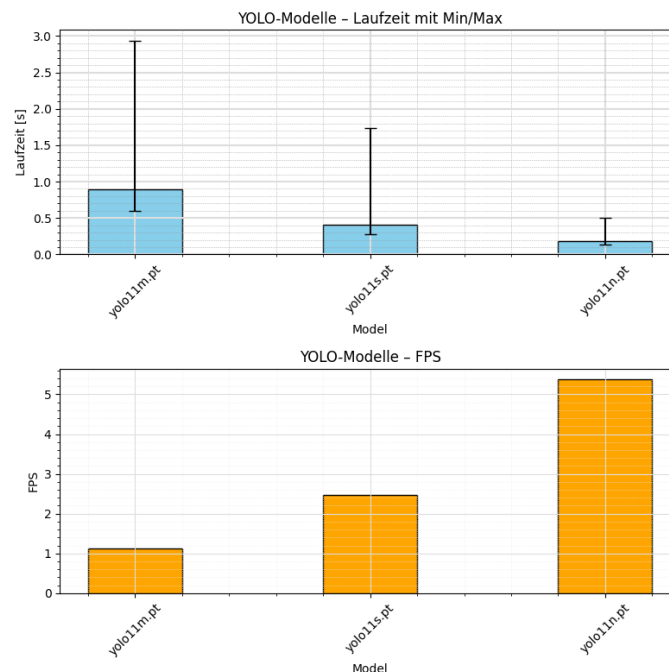 YOLO-Modelle – Laufzeit mit Min/Max
3.0
2.5
2.0
1.5
1.0
0.5
0.0
Laufzeit [s]
yolo11m.pt
yolo11s.pt
yolo11n.pt
Model
YOLO-Modelle – FPS
5
4
3
2
1
0
FPS
yolo11m.pt
yolo11s.pt
yolo11n.pt
Model